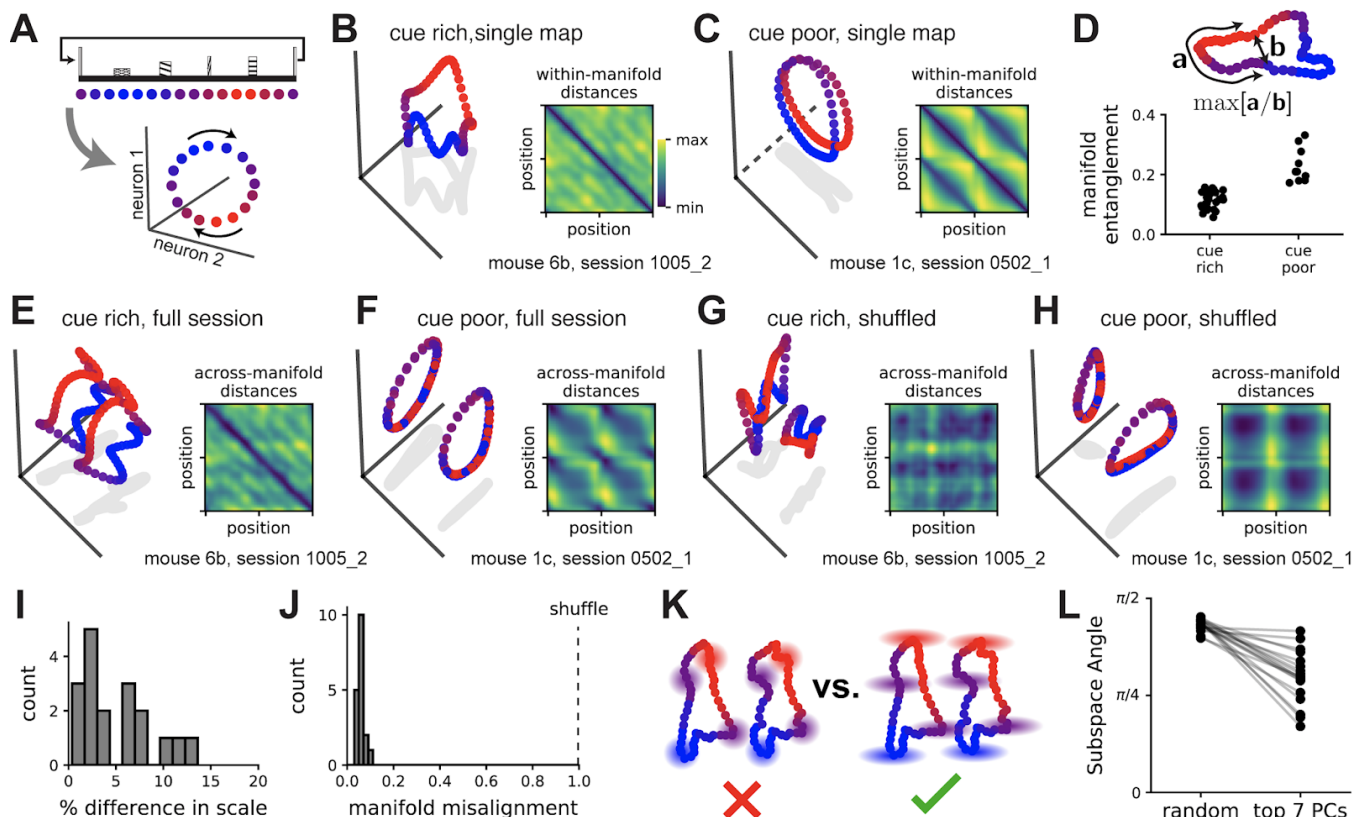 A
neuron 1
neuron 2
B
cue rich,single map
within-manifold
distances
position
position
max
min
mouse 6b, session 1005_2
C
cue poor, single map
within-manifold
distances
position
position
mouse 1c, session 0502_1
D
a
b
max[a/b]
manifold
entanglement
0.4
0.2
0.0
cue
rich
cue
poor
E
cue rich, full session
across-manifold
distances
position
position
mouse 6b, session 1005_2
F
cue poor, full session
across-manifold
distances
position
position
mouse 1c, session 0502_1
G
cue rich, shuffled
across-manifold
distances
position
position
mouse 6b, session 1005_2
H
cue poor, shuffled
across-manifold
distances
position
position
mouse 1c, session 0502_1
I
count
4
2
0
0 5 10 15 20
% difference in scale
J
count
10
5
0
shuffle
0.0 0.2 0.4 0.6 0.8 1.0
manifold misalignment
K
vs.
L
Subspace Angle
π/2
π/4
0
random top 7 PCs